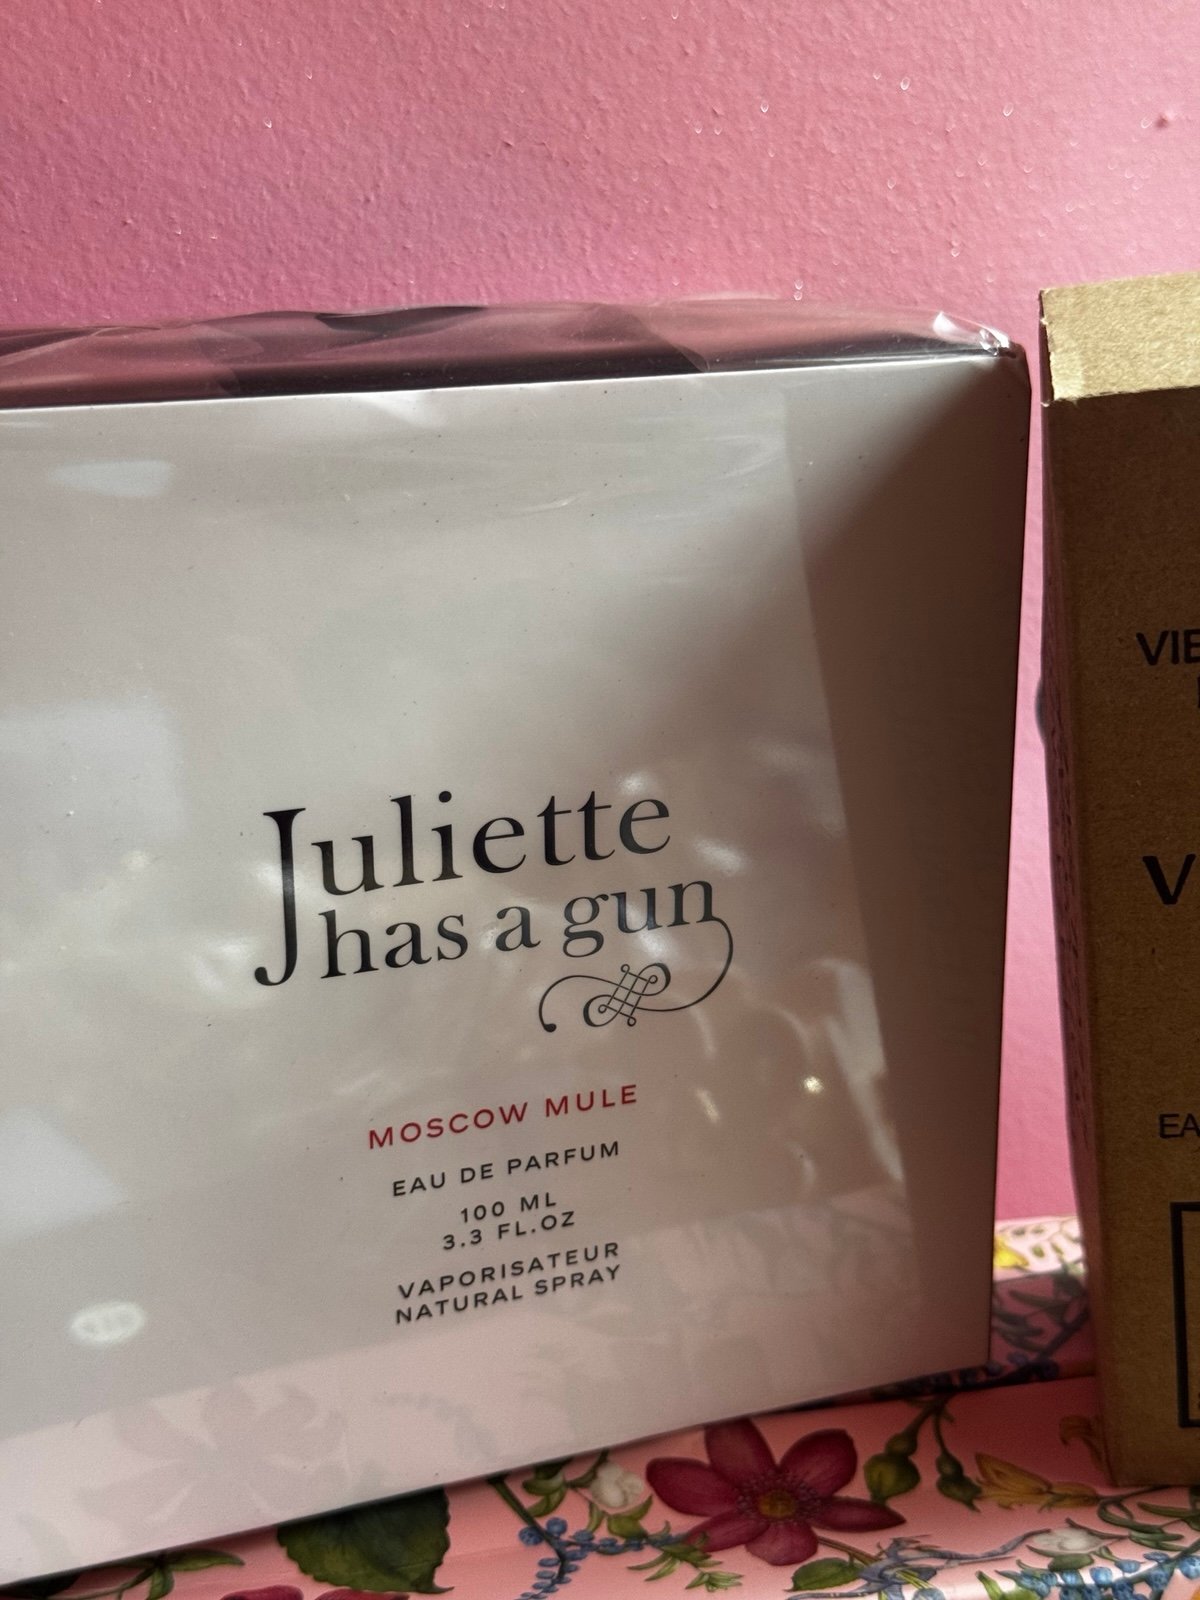 Juliette
has a gun
MOSCOW MULE
EAU DE PARFUM
100 ML
3.3 FL.OZ
VAPORISATEUR
NATURAL SPRAY